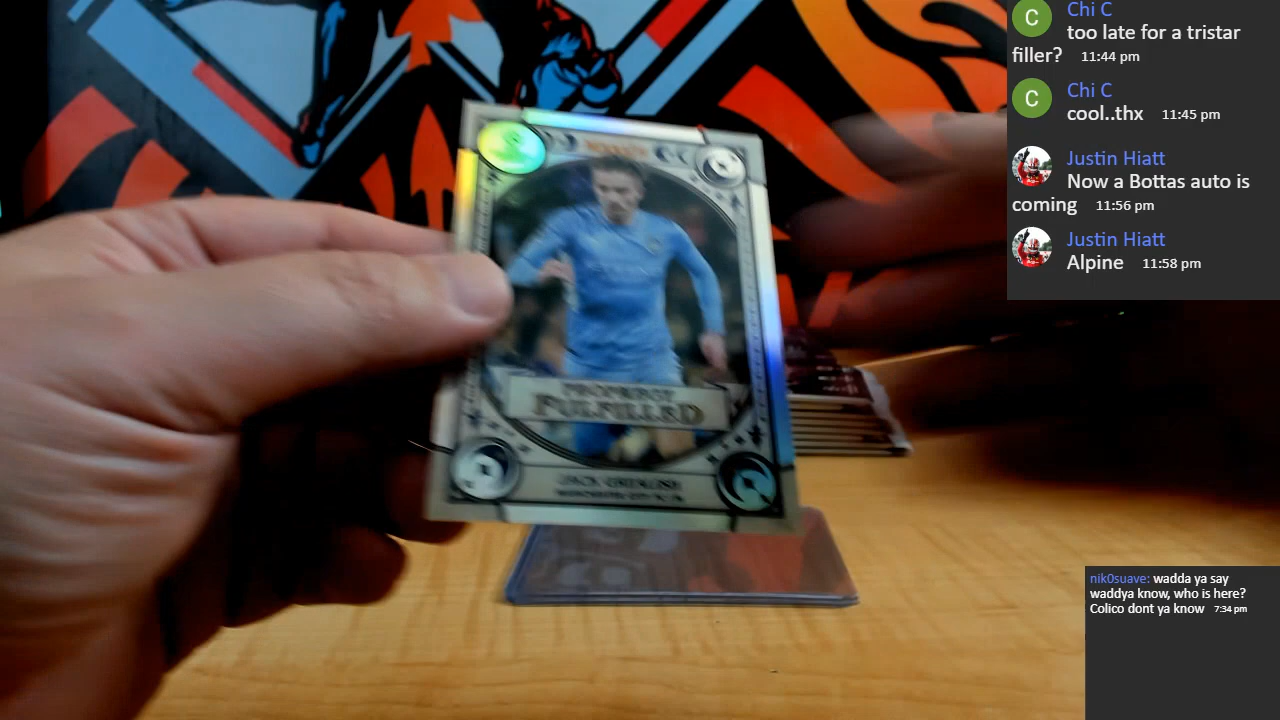 Chi C
too late for a tristar
filler? 11:44 pm
C
Chi C
cool..thx 11:45 pm
C
Justin Hiatt
Now a Bottas auto is
coming 11:56 pm
Justin Hiatt
Alpine 11:58 pm
PROPHECY
FULFILLED
JACK GREALISH
MANCHESTER CITY
nik0suave: wadda ya say
waddya know, who is here?
Colico dont ya know 7:34 pm